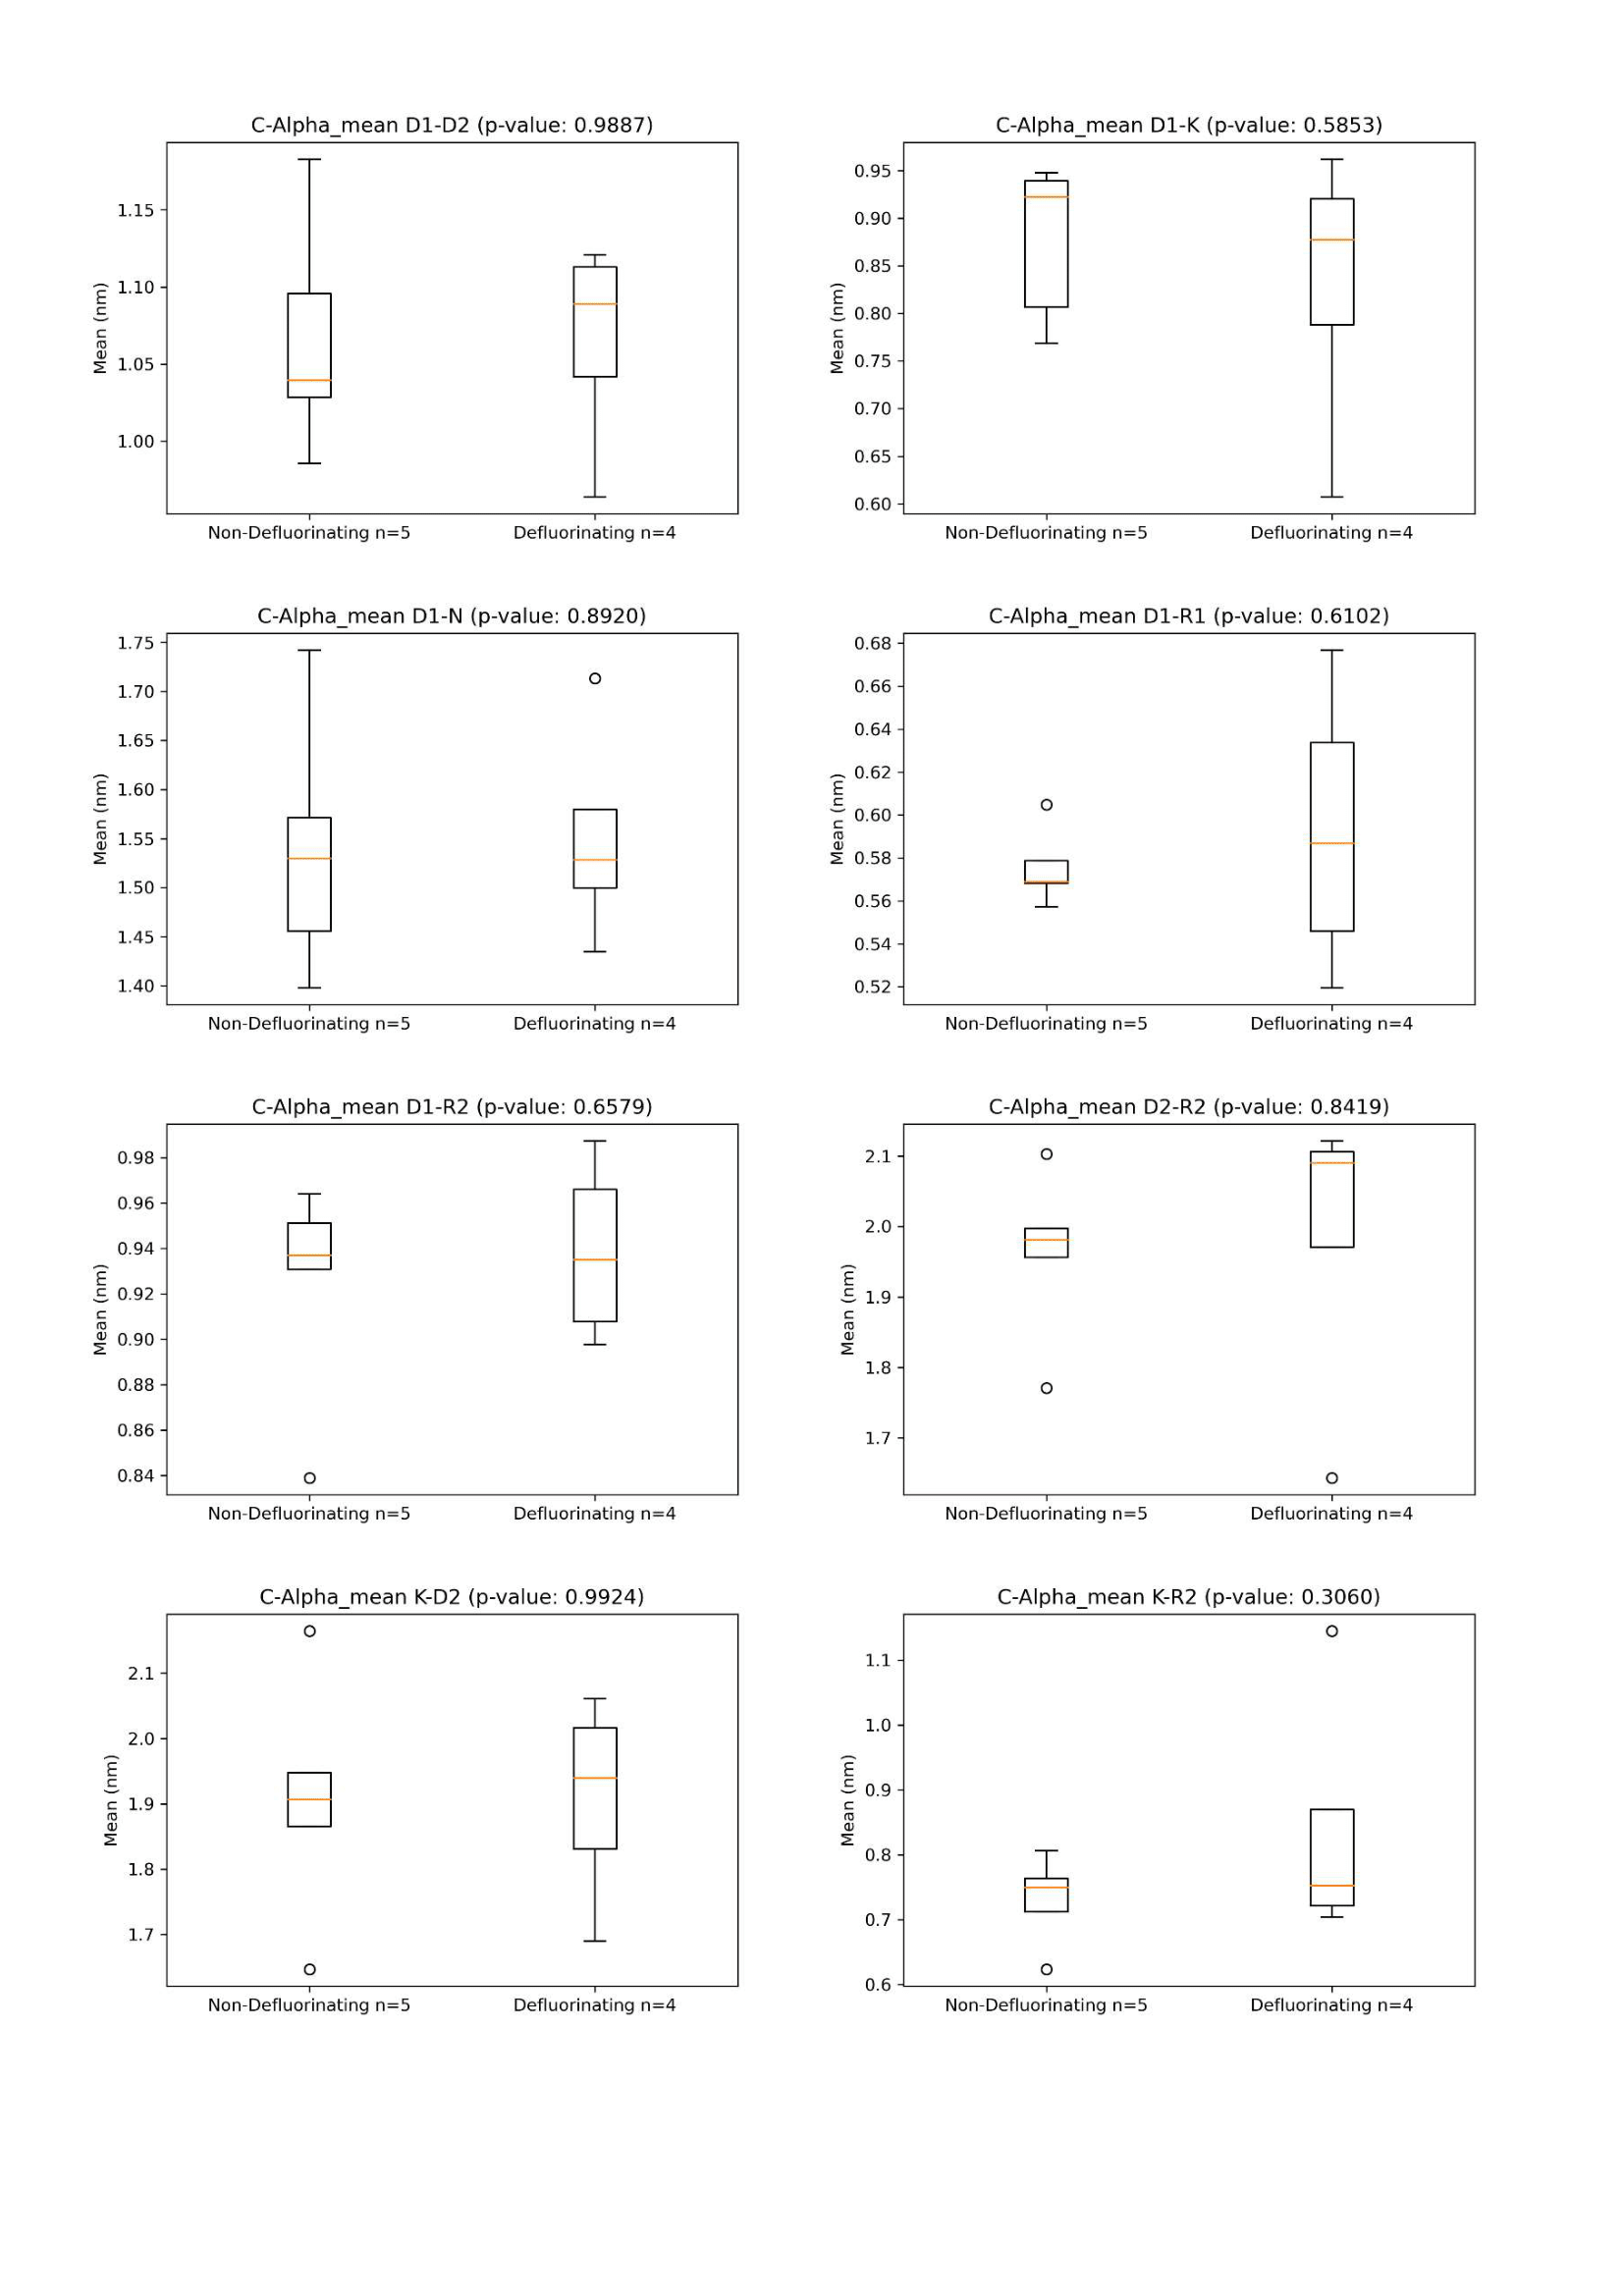 C-Alpha_mean D1-D2 (p-value: 0.9887)
Mean (nm)
1.15
1.10
1.05
1.00
Non-Defluorinating n=5
Defluorinating n=4
C-Alpha_mean D1-K (p-value: 0.5853)
Mean (nm)
0.95
0.90
0.85
0.80
0.75
0.70
0.65
0.60
Non-Defluorinating n=5
Defluorinating n=4
C-Alpha_mean D1-N (p-value: 0.8920)
Mean (nm)
1.75
1.70
1.65
1.60
1.55
1.50
1.45
1.40
Non-Defluorinating n=5
Defluorinating n=4
C-Alpha_mean D1-R1 (p-value: 0.6102)
Mean (nm)
0.68
0.66
0.64
0.62
0.60
0.58
0.56
0.54
0.52
Non-Defluorinating n=5
Defluorinating n=4
C-Alpha_mean D1-R2 (p-value: 0.6579)
Mean (nm)
0.98
0.96
0.94
0.92
0.90
0.88
0.86
0.84
Non-Defluorinating n=5
Defluorinating n=4
C-Alpha_mean D2-R2 (p-value: 0.8419)
Mean (nm)
2.1
2.0
1.9
1.8
1.7
Non-Defluorinating n=5
Defluorinating n=4
C-Alpha_mean K-D2 (p-value: 0.9924)
Mean (nm)
2.1
2.0
1.9
1.8
1.7
Non-Defluorinating n=5
Defluorinating n=4
C-Alpha_mean K-R2 (p-value: 0.3060)
Mean (nm)
1.1
1.0
0.9
0.8
0.7
0.6
Non-Defluorinating n=5
Defluorinating n=4